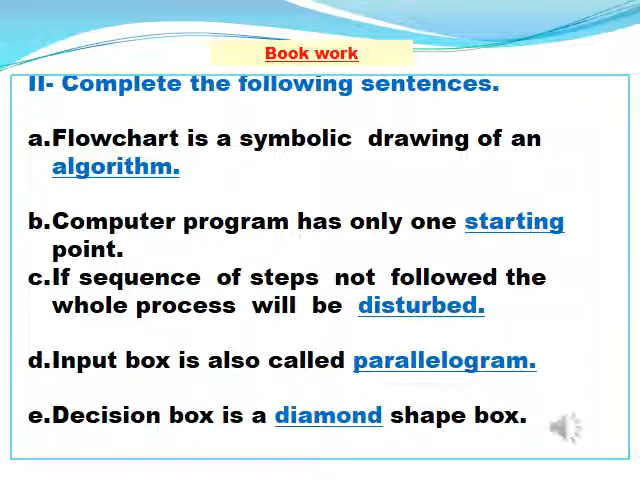 Book work
II- Complete the following sentences.
a.Flowchart is a symbolic drawing of an
algorithm.
b.Computer program has only one starting
point.
c.If sequence of steps not followed the
whole process will be disturbed.
d.Input box is also called parallelogram.
e.Decision box is a diamond shape box.